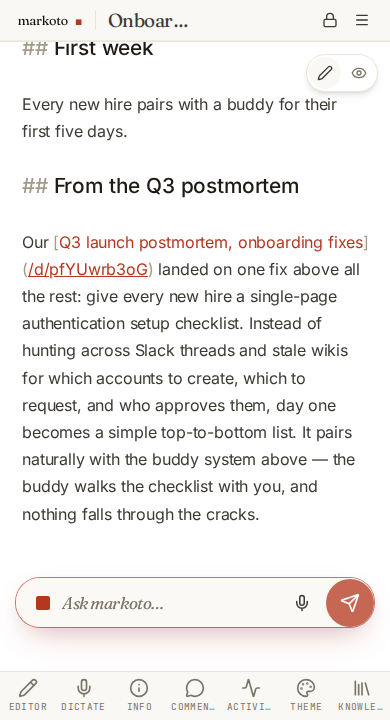 markoto
Onboar...
## First week
Every new hire pairs with a buddy for their
first five days.
## From the Q3 postmortem
Our [Q3 launch postmortem, onboarding fixes]
(/d/pfYUwrb3oG) landed on one fix above all
the rest: give every new hire a single-page
authentication setup checklist. Instead of
hunting across Slack threads and stale wikis
for which accounts to create, which to
request, and who approves them, day one
becomes a simple top-to-bottom list. It pairs
naturally with the buddy system above — the
buddy walks the checklist with you, and
nothing falls through the cracks.
Ask markoto...
EDITOR DICTATE INFO COMMEN... ACTIVI... THEME KNOWLE...